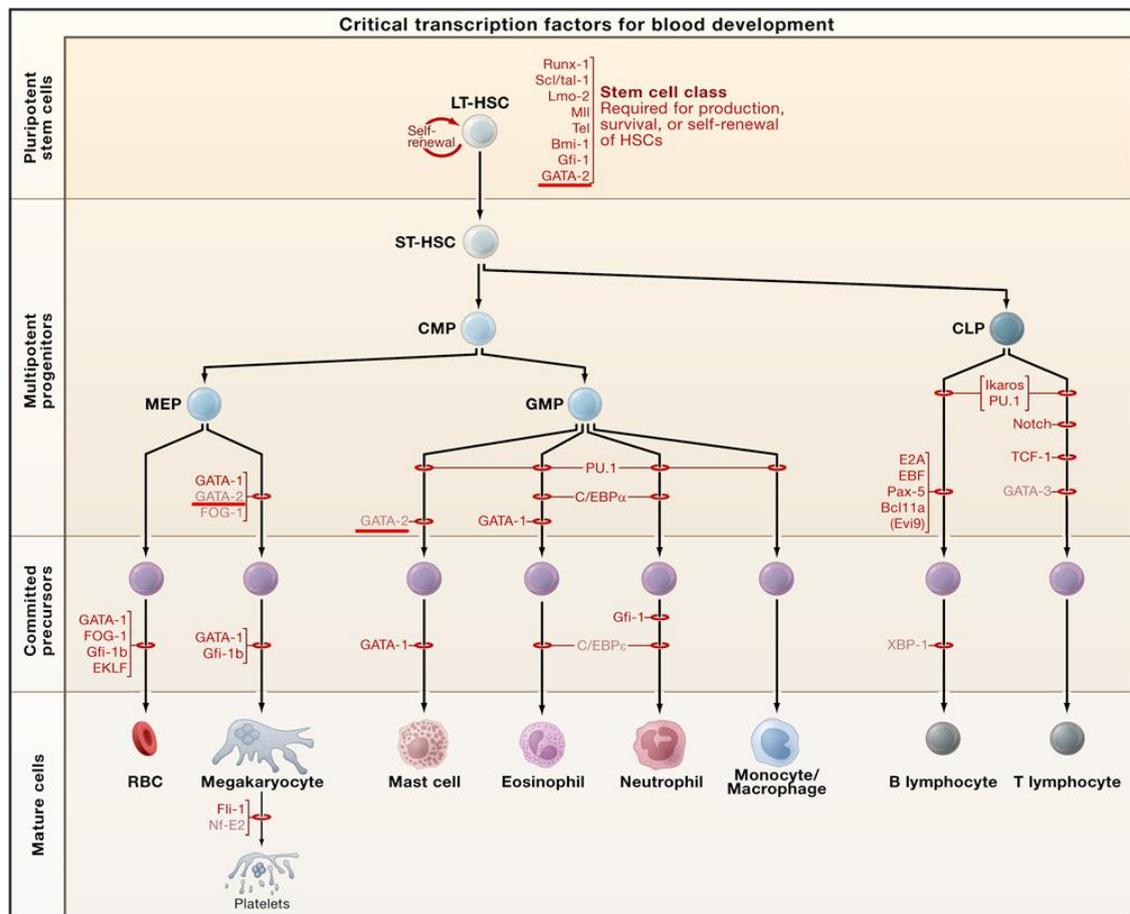 Critical transcription factors for blood development
Pluripotent
stem cells
LT-HSC
Self-
renewal
Runx-1
Scl/tal-1
Lmo-2
Mll
Tel
Bmi-1
Gfi-1
GATA-2
Stem cell class
Required for production,
survival, or self-renewal
of HSCs
Multipotent
progenitors
ST-HSC
CMP
CLP
MEP
GMP
Ikaros
PU.1
Notch
TCF-1
GATA-3
E2A
EBF
Pax-5
Bcl11a
(Evi9)
GATA-1
GATA-2
FOG-1
PU.1
C/EBPα
GATA-2
GATA-1
Committed
precursors
GATA-1
FOG-1
Gfi-1b
EKLF
GATA-1
Gfi-1b
GATA-1
Gfi-1
C/EBPε
XBP-1
Mature cells
RBC
Megakaryocyte
Mast cell
Eosinophil
Neutrophil
Monocyte/
Macrophage
B lymphocyte
T lymphocyte
Fli-1
Nf-E2
Platelets